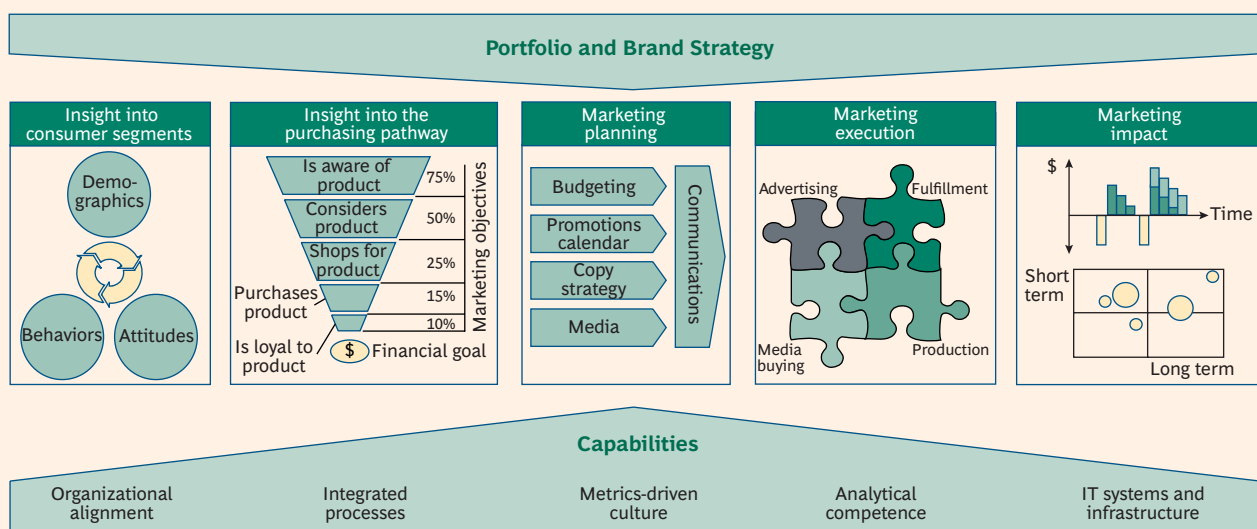 Portfolio and Brand Strategy
Insight into
consumer segments
Demo-
graphics
Behaviors
Attitudes
Insight into the
purchasing pathway
Is aware of
product
75%
Considers
product
50%
Shops for
product
25%
Purchases
product
15%
Is loyal to
product
10%
$
Financial goal
Marketing objectives
Marketing
planning
Budgeting
Promotions
calendar
Copy
strategy
Media
Communications
Marketing
execution
Advertising
Fulfillment
Media
buying
Production
Marketing
impact
$
Time
Short
term
Long term
Capabilities
Organizational
alignment
Integrated
processes
Metrics-driven
culture
Analytical
competence
IT systems and
infrastructure